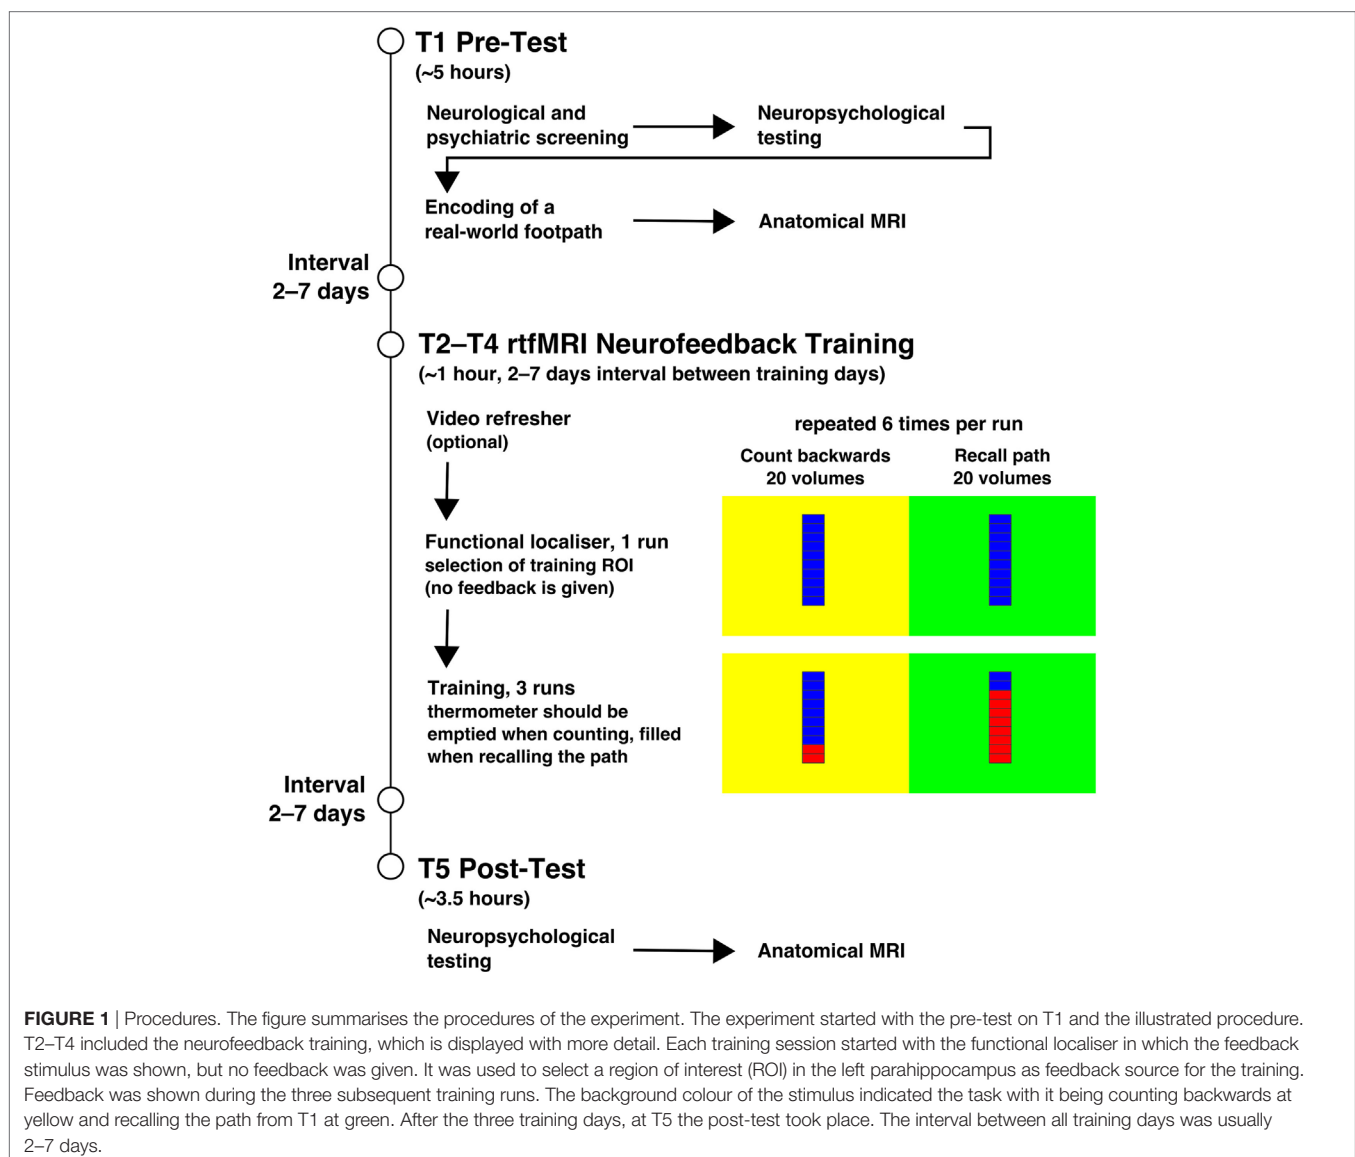 T1 Pre-Test
(~5 hours)
Neurological and
psychiatric screening
Neuropsychological
testing
Encoding of a
real-world footpath
Anatomical MRI
Interval
2–7 days
T2–T4 rtfMRI Neurofeedback Training
(~1 hour, 2–7 days interval between training days)
Video refresher
(optional)
repeated 6 times per run
Count backwards
20 volumes
Recall path
20 volumes
Functional localiser, 1 run
selection of training ROI
(no feedback is given)
Training, 3 runs
thermometer should be
emptied when counting, filled
when recalling the path
Interval
2–7 days
T5 Post-Test
(~3.5 hours)
Neuropsychological
testing
Anatomical MRI
FIGURE 1 | Procedures. The figure summarises the procedures of the experiment. The experiment started with the pre-test on T1 and the illustrated procedure.
T2–T4 included the neurofeedback training, which is displayed with more detail. Each training session started with the functional localiser in which the feedback
stimulus was shown, but no feedback was given. It was used to select a region of interest (ROI) in the left parahippocampus as feedback source for the training.
Feedback was shown during the three subsequent training runs. The background colour of the stimulus indicated the task with it being counting backwards at
yellow and recalling the path from T1 at green. After the three training days, at T5 the post-test took place. The interval between all training days was usually
2–7 days.